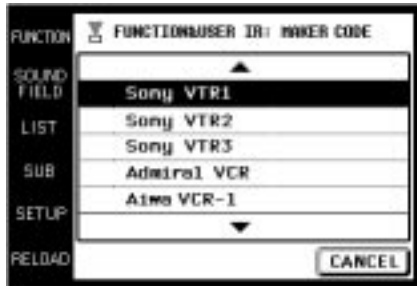 FUNCTION
FUNCTION&USER IR: MAKER CODE
SOUND
FIELD
LIST
SUB
SETUP
RELOAD
Sony VTR1
Sony VTR2
Sony VTR3
Admiral VCR
Aiwa VCR-1
CANCEL